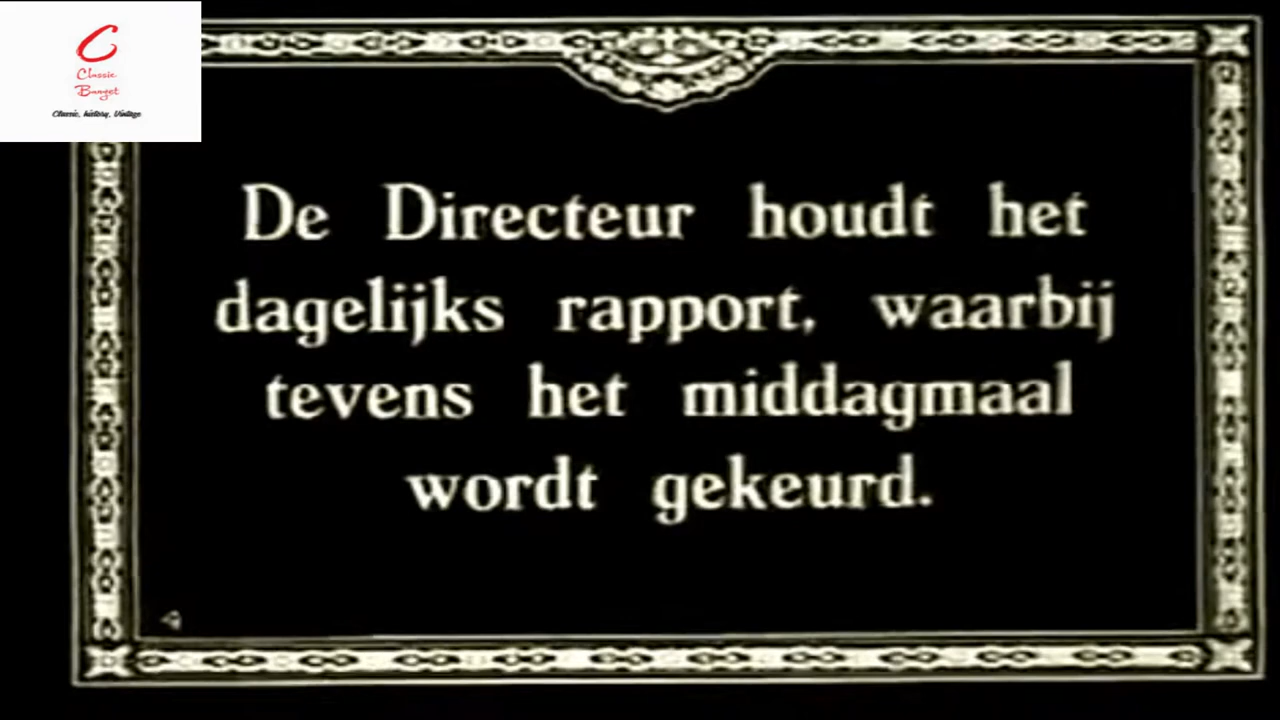 C
Classic
Banget
Classic, history, Vintage
De Directeur houdt het
dagelijks rapport, waarbij
tevens het middagmaal
wordt gekeurd.